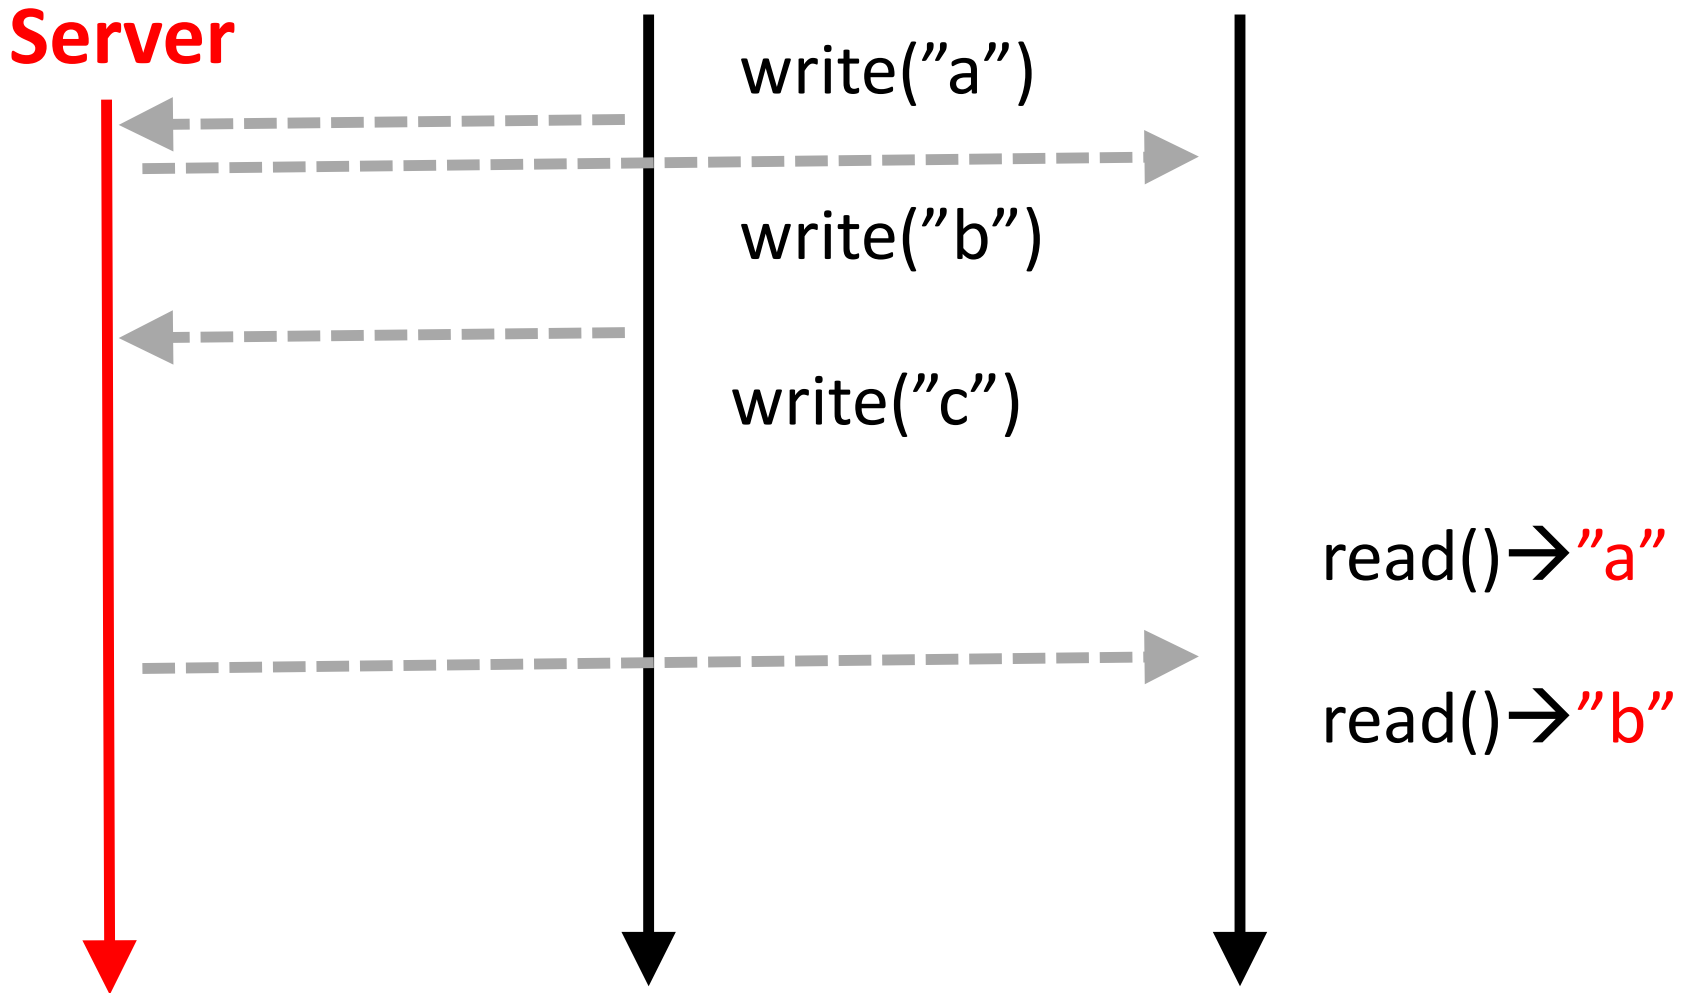 Server
write(”a”)
write(”b”)
write(”c”)
read()→”a”
read()→”b”